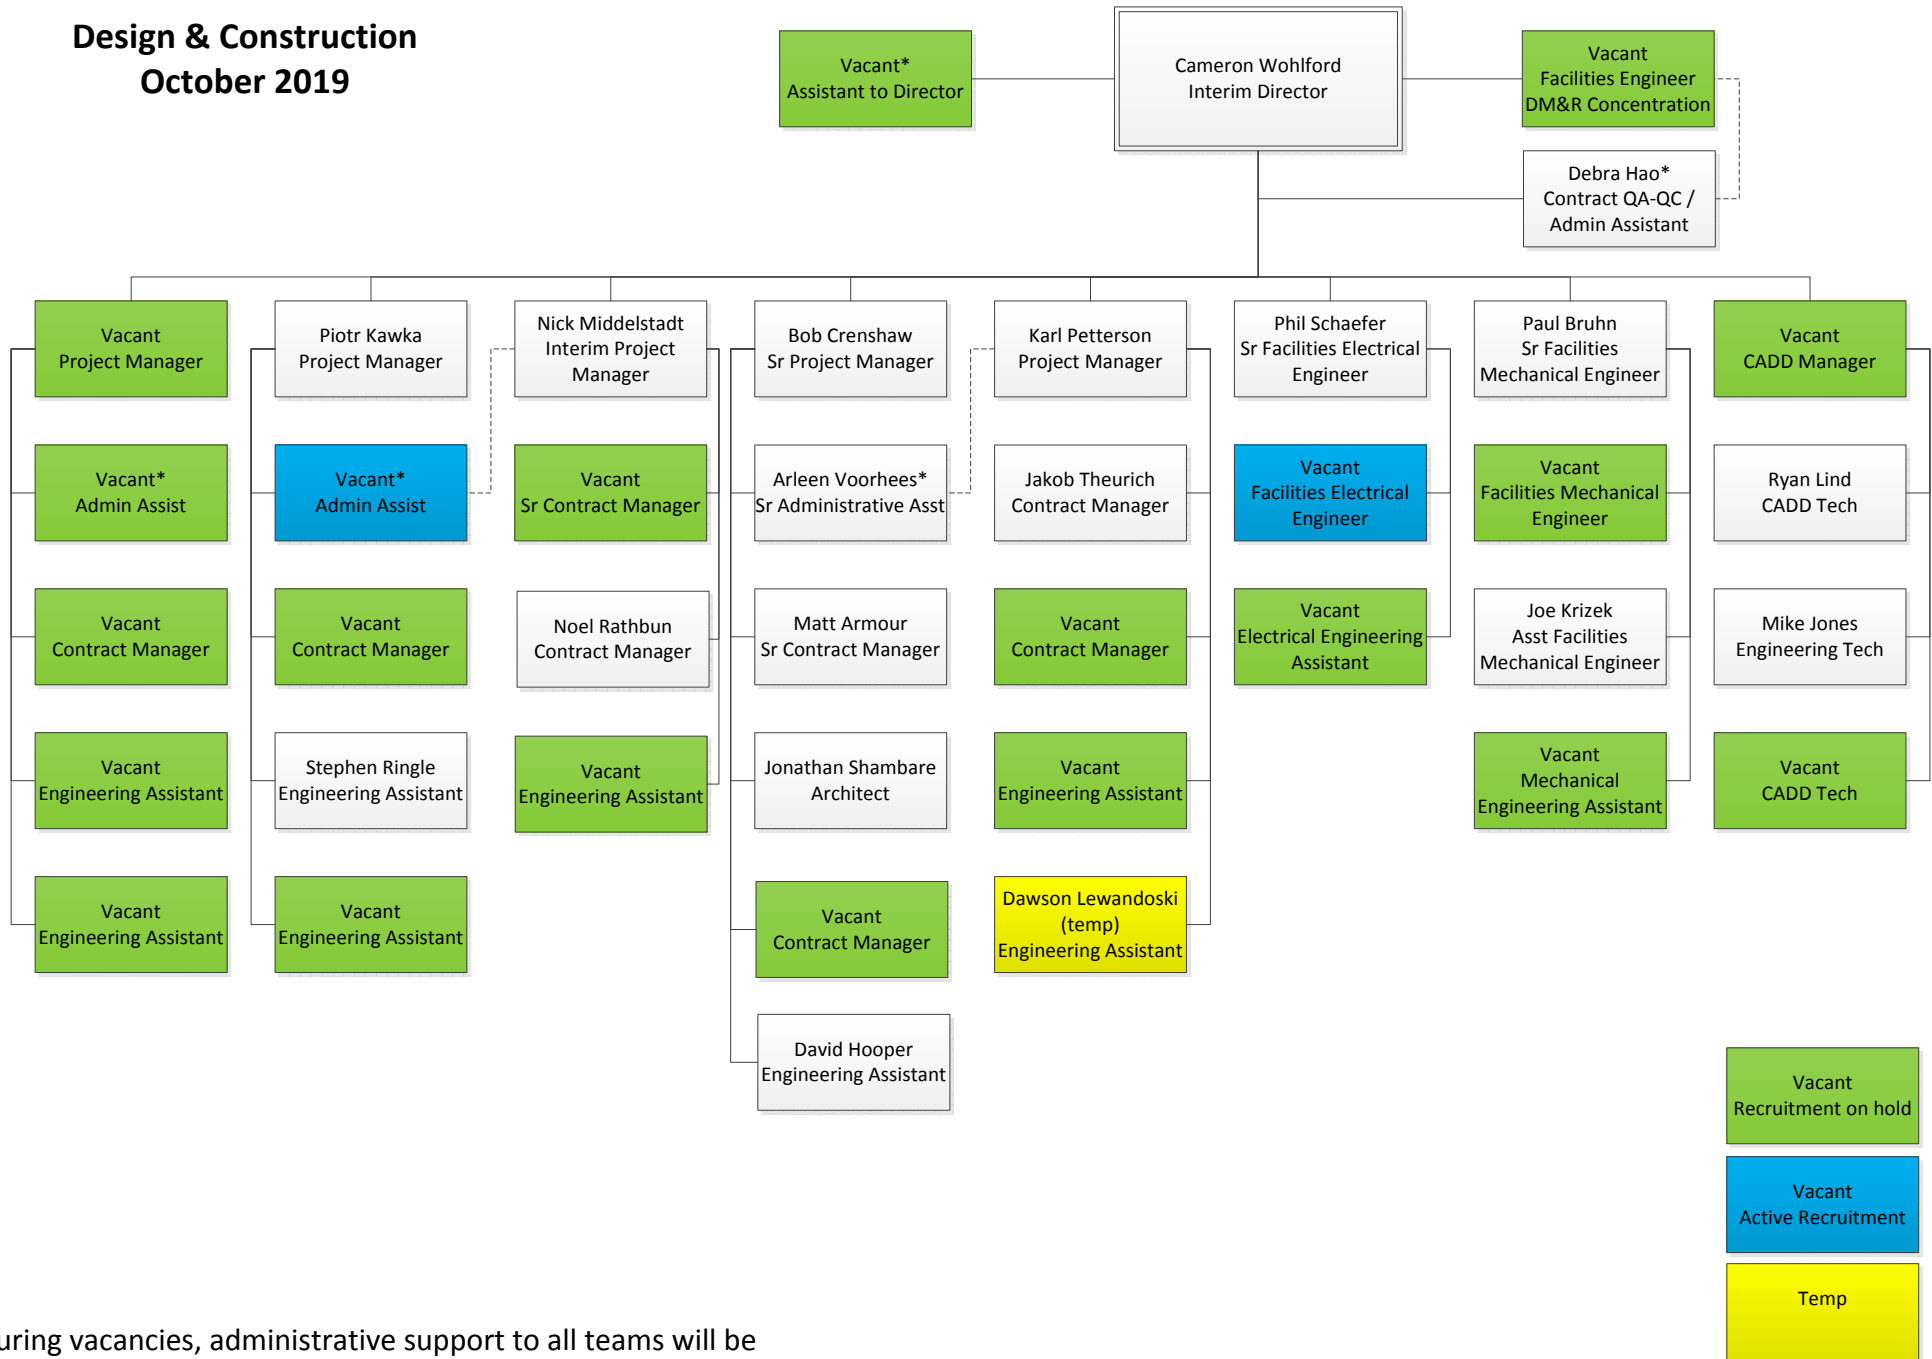 Design & Construction
October 2019
Vacant*
Assistant to Director
Cameron Wohlford
Interim Director
Vacant
Facilities Engineer
DM&R Concentration
Debra Hao*
Contract QA-QC /
Admin Assistant
Vacant
Project Manager
Piotr Kawka
Project Manager
Nick Middelstadt
Interim Project
Manager
Bob Crenshaw
Sr Project Manager
Karl Petterson
Project Manager
Phil Schaefer
Sr Facilities Electrical
Engineer
Paul Bruhn
Sr Facilities
Mechanical Engineer
Vacant
CADD Manager
Vacant*
Admin Assist
Vacant*
Admin Assist
Vacant
Sr Contract Manager
Arleen Voorhees*
Sr Administrative Asst
Jakob Theurich
Contract Manager
Vacant
Facilities Electrical
Engineer
Vacant
Facilities Mechanical
Engineer
Ryan Lind
CADD Tech
Vacant
Contract Manager
Vacant
Contract Manager
Noel Rathbun
Contract Manager
Matt Armour
Sr Contract Manager
Vacant
Contract Manager
Vacant
Electrical Engineering
Assistant
Joe Krizek
Asst Facilities
Mechanical Engineer
Mike Jones
Engineering Tech
Vacant
Engineering Assistant
Stephen Ringle
Engineering Assistant
Vacant
Engineering Assistant
Jonathan Shambare
Architect
Vacant
Engineering Assistant
Vacant
Mechanical
Engineering Assistant
Vacant
CADD Tech
Vacant
Engineering Assistant
Vacant
Engineering Assistant
Vacant
Contract Manager
Dawson Lewandoski
(temp)
Engineering Assistant
David Hooper
Engineering Assistant
Vacant
Recruitment on hold
Vacant
Active Recruitment
Temp
uring vacancies, administrative support to all teams will be